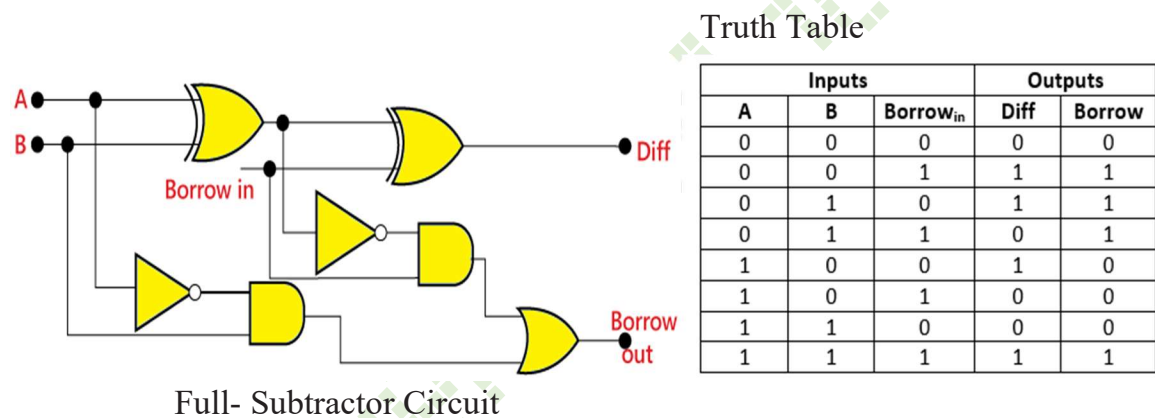 Truth Table
A
B
Borrow in
Diff
Borrow
out
Full- Subtractor Circuit
Inputs Outputs
A B Borrowin Diff Borrow
0 0 0 0 0
0 0 1 1 1
0 1 0 1 1
0 1 1 0 1
1 0 0 1 0
1 0 1 0 0
1 1 0 0 0
1 1 1 1 1